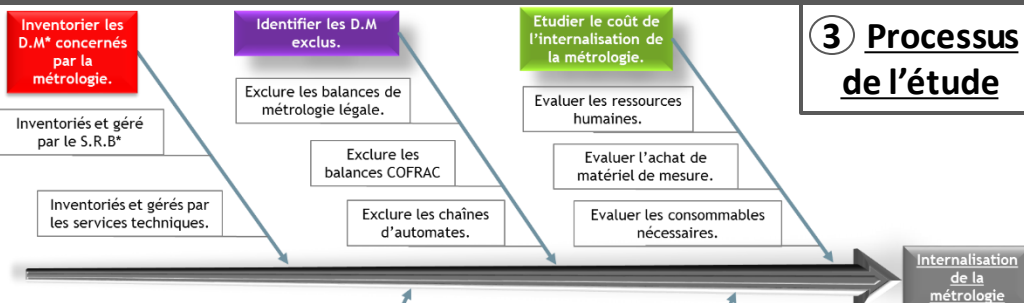 Inventorier les
D.M* concernés
par la
métrologie.
Inventoriés et géré
par le S.R.B*
Inventoriés et gérés par
les services techniques.
Identifier les D.M
exclus.
Exclure les balances de
métrologie légale.
Exclure les
balances COFRAC
Exclure les chaînes
d’automates.
Etudier le coût de
l’internalisation de
la métrologie.
Evaluer les ressources
humaines.
Evaluer l’achat de
matériel de mesure.
Evaluer les consommables
nécessaires.
3 Processus
de l’étude
Internalisation
de la
métrologie